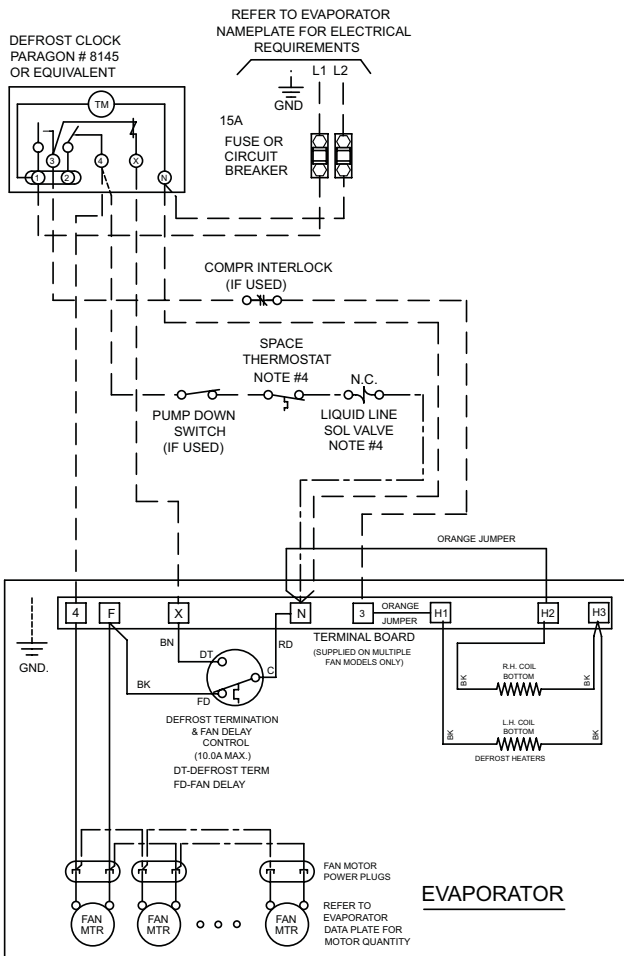 REFER TO EVAPORATOR
NAMEPLATE FOR ELECTRICAL
REQUIREMENTS
DEFROST CLOCK
PARAGON # 8145
OR EQUIVALENT
L1 L2
GND
15A
FUSE OR
CIRCUIT
BREAKER
TM
3
4
X
1
2
N
COMPR INTERLOCK
(IF USED)
SPACE
THERMOSTAT
NOTE #4
N.C.
PUMP DOWN
SWITCH
(IF USED)
LIQUID LINE
SOL VALVE
NOTE #4
ORANGE JUMPER
4
F
X
N
3
ORANGE
JUMPER
H1
H2
H3
GND.
TERMINAL BOARD
(SUPPLIED ON MULTIPLE
FAN MODELS ONLY)
BN
RD
DT
C
BK
FD
BK
R.H. COIL
BOTTOM
BK
BK
L.H. COIL
BOTTOM
BK
DEFROST HEATERS
DEFROST TERMINATION
& FAN DELAY
CONTROL
(10.0A MAX.)
DT-DEFROST TERM
FD-FAN DELAY
FAN MOTOR
POWER PLUGS
EVAPORATOR
FAN
MTR
FAN
MTR
FAN
MTR
REFER TO
EVAPORATOR
DATA PLATE FOR
MOTOR QUANTITY